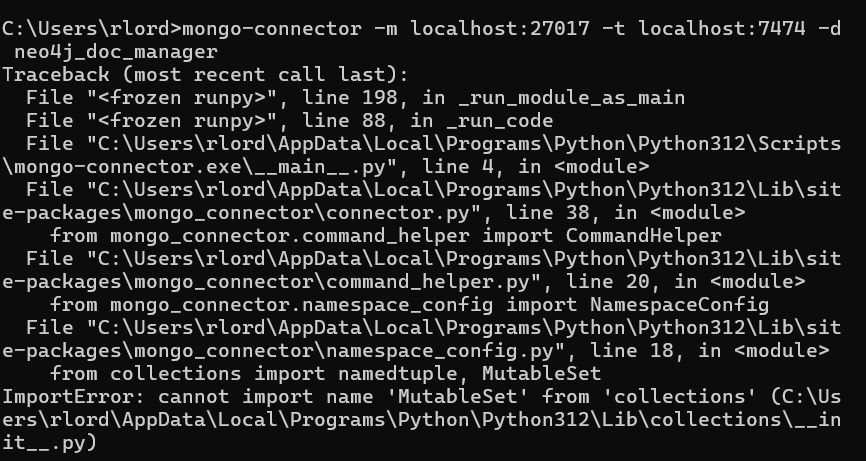 C:\Users\rlord>mongo-connector -m localhost:27017 -t localhost:7474 -d
 neo4j_doc_manager
Traceback (most recent call last):
  File "<frozen runpy>", line 198, in _run_module_as_main
  File "<frozen runpy>", line 88, in _run_code
  File "C:\Users\rlord\AppData\Local\Programs\Python\Python312\Scripts
\mongo-connector.exe\__main__.py", line 4, in <module>
  File "C:\Users\rlord\AppData\Local\Programs\Python\Python312\Lib\sit
e-packages\mongo_connector\connector.py", line 38, in <module>
    from mongo_connector.command_helper import CommandHelper
  File "C:\Users\rlord\AppData\Local\Programs\Python\Python312\Lib\sit
e-packages\mongo_connector\command_helper.py", line 20, in <module>
    from mongo_connector.namespace_config import NamespaceConfig
  File "C:\Users\rlord\AppData\Local\Programs\Python\Python312\Lib\sit
e-packages\mongo_connector\namespace_config.py", line 18, in <module>
    from collections import namedtuple, MutableSet
ImportError: cannot import name 'MutableSet' from 'collections' (C:\Us
ers\rlord\AppData\Local\Programs\Python\Python312\Lib\collections\__in
it__.py)